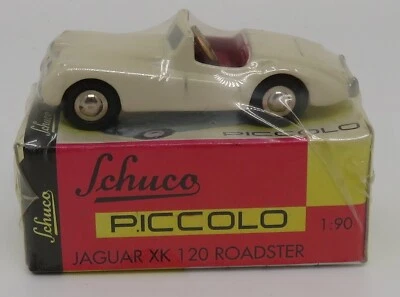 PICCOLO
Schuco
Schuco
PICCOLO
1:90
JAGUAR XK 120 ROADSTER